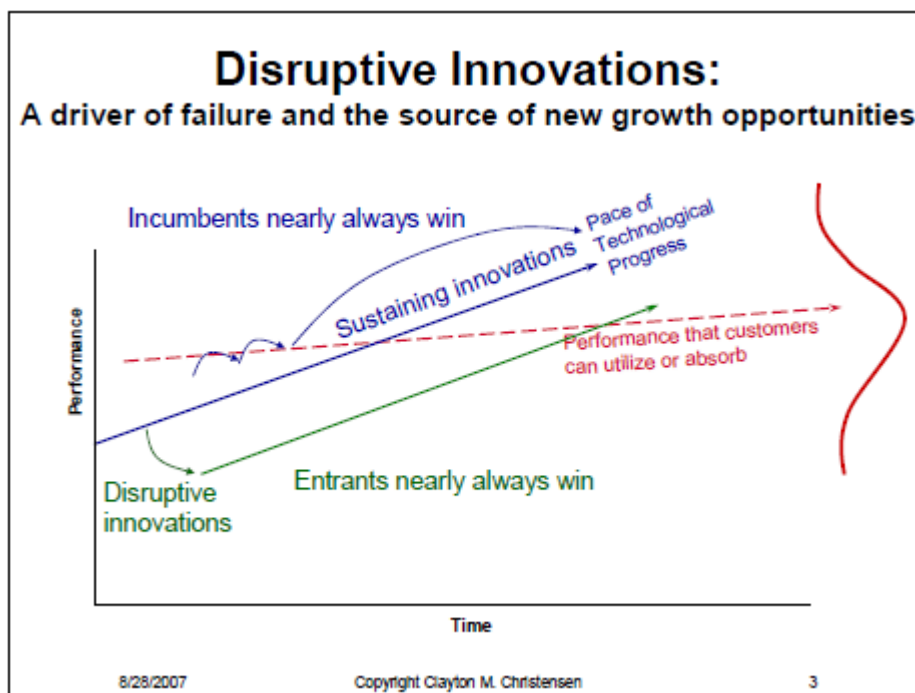 Disruptive Innovations:
A driver of failure and the source of new growth opportunities
Incumbents nearly always win
Pace of
Technological
Progress
Sustaining innovations
Performance that customers
can utilize or absorb
Performance
Entrants nearly always win
Disruptive
innovations
Time
8/28/2007
Copyright Clayton M. Christensen
3